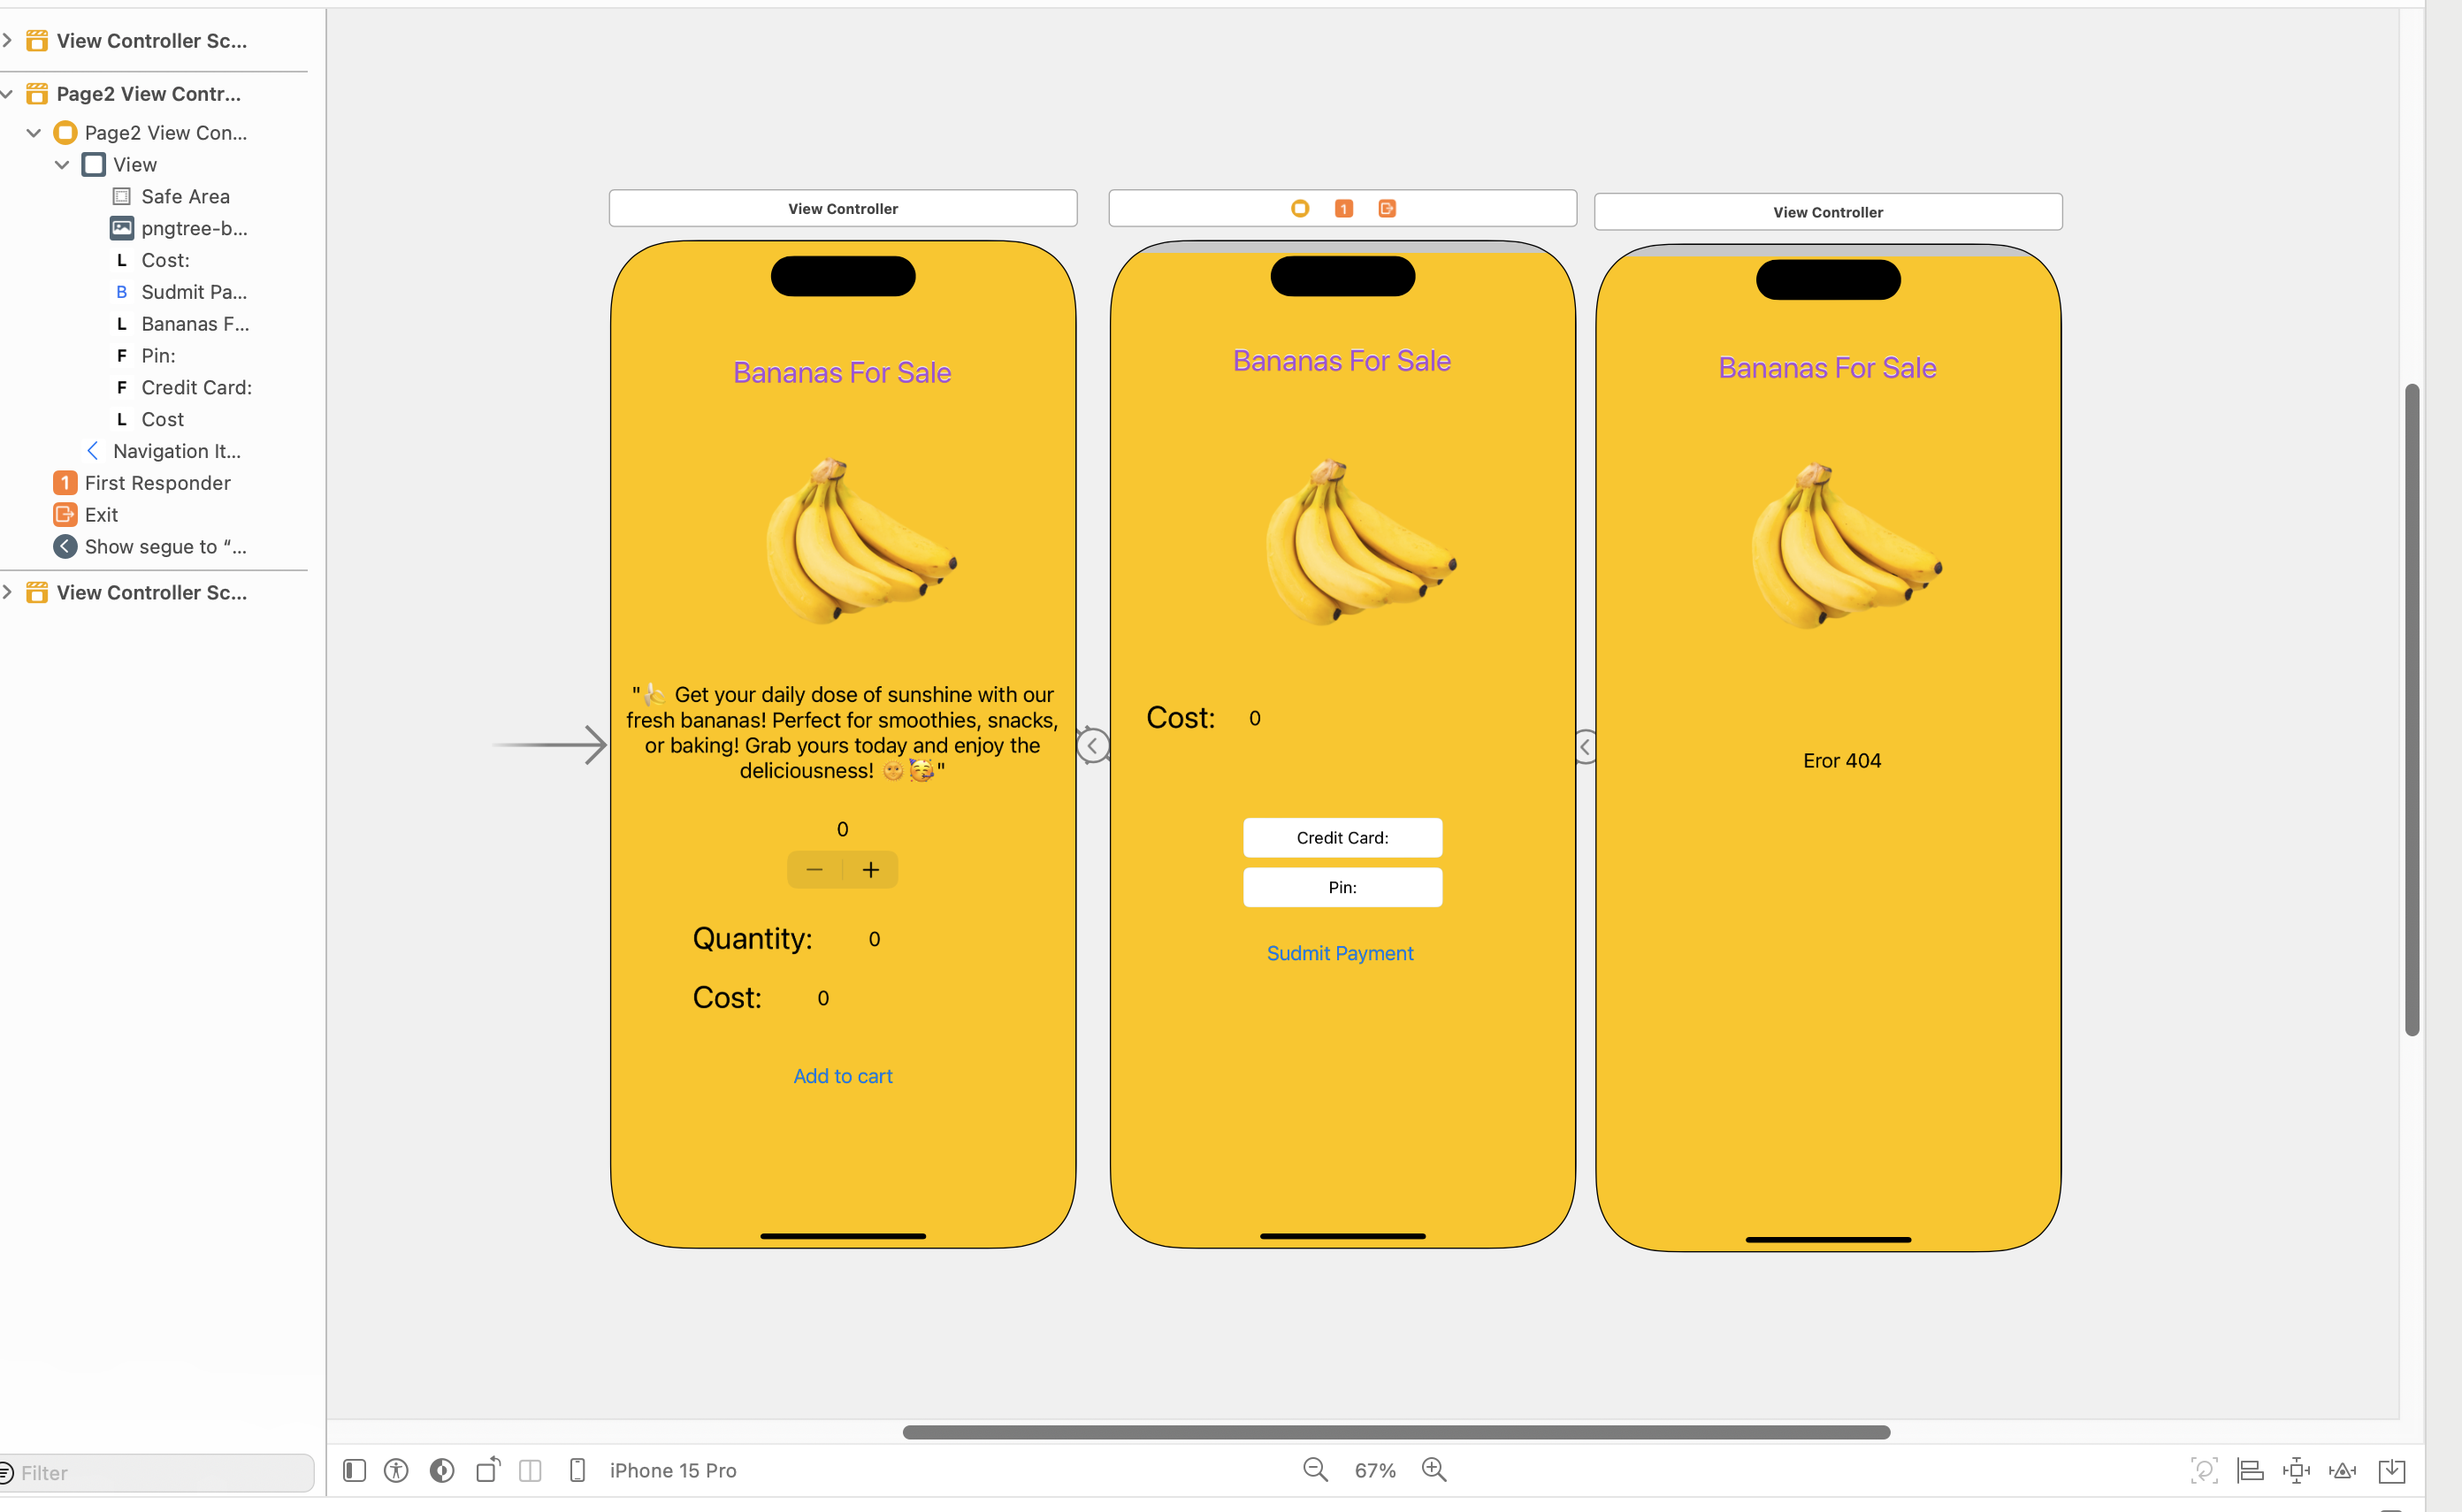 View Controller Sc...
Page2 View Contr...
Page2 View Con...
View
Safe Area
pngtree-b...
L Cost:
B Sudmit Pa...
L Bananas F...
F Pin:
F Credit Card:
L Cost
Navigation It...
1 First Responder
Exit
Show segue to “...
View Controller Sc...
Filter
View Controller
Bananas For Sale
"🍌 Get your daily dose of sunshine with our
fresh bananas! Perfect for smoothies, snacks,
or baking! Grab yours today and enjoy the
deliciousness! 🌞🥳"
0
− +
Quantity: 0
Cost: 0
Add to cart
1
Bananas For Sale
Cost: 0
Credit Card:
Pin:
Sudmit Payment
View Controller
Bananas For Sale
Eror 404
iPhone 15 Pro
67%